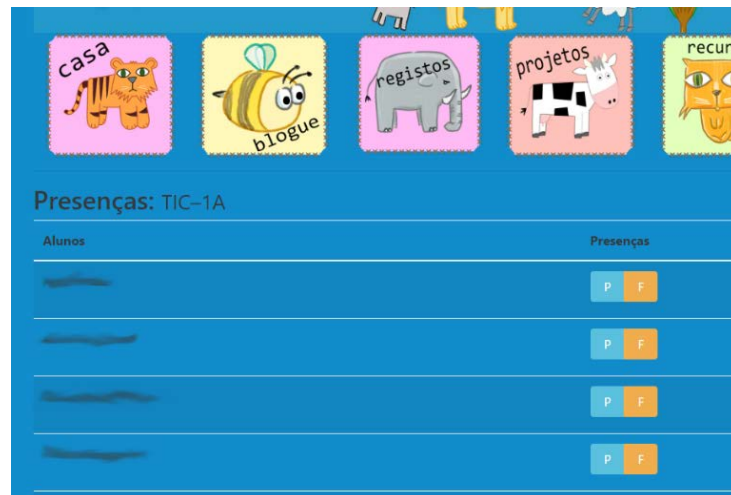 casa
blogue
registos
projetos
recur
Presenças: TIC-1A
Alunos Presenças
P F
P F
P F
P F